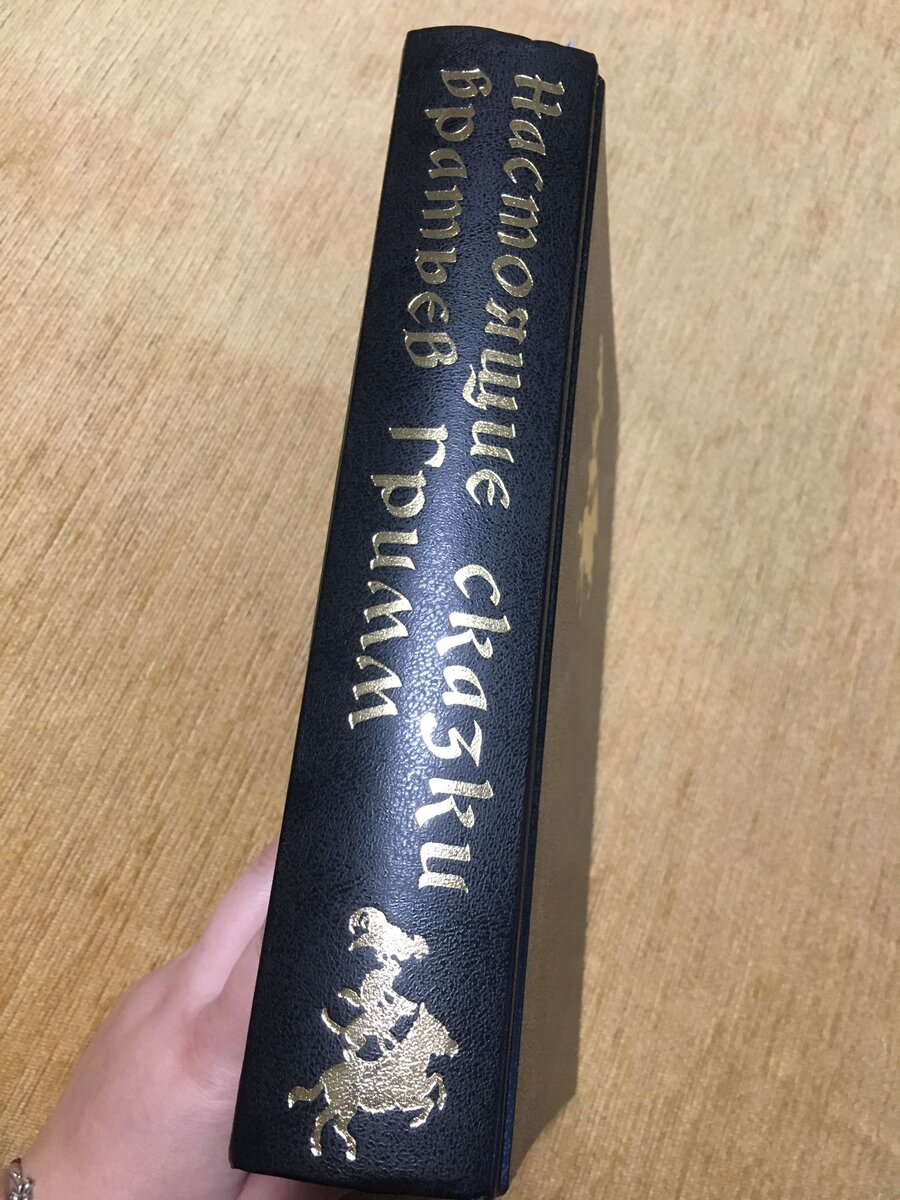 Настоящие сказки
братьев Гримм